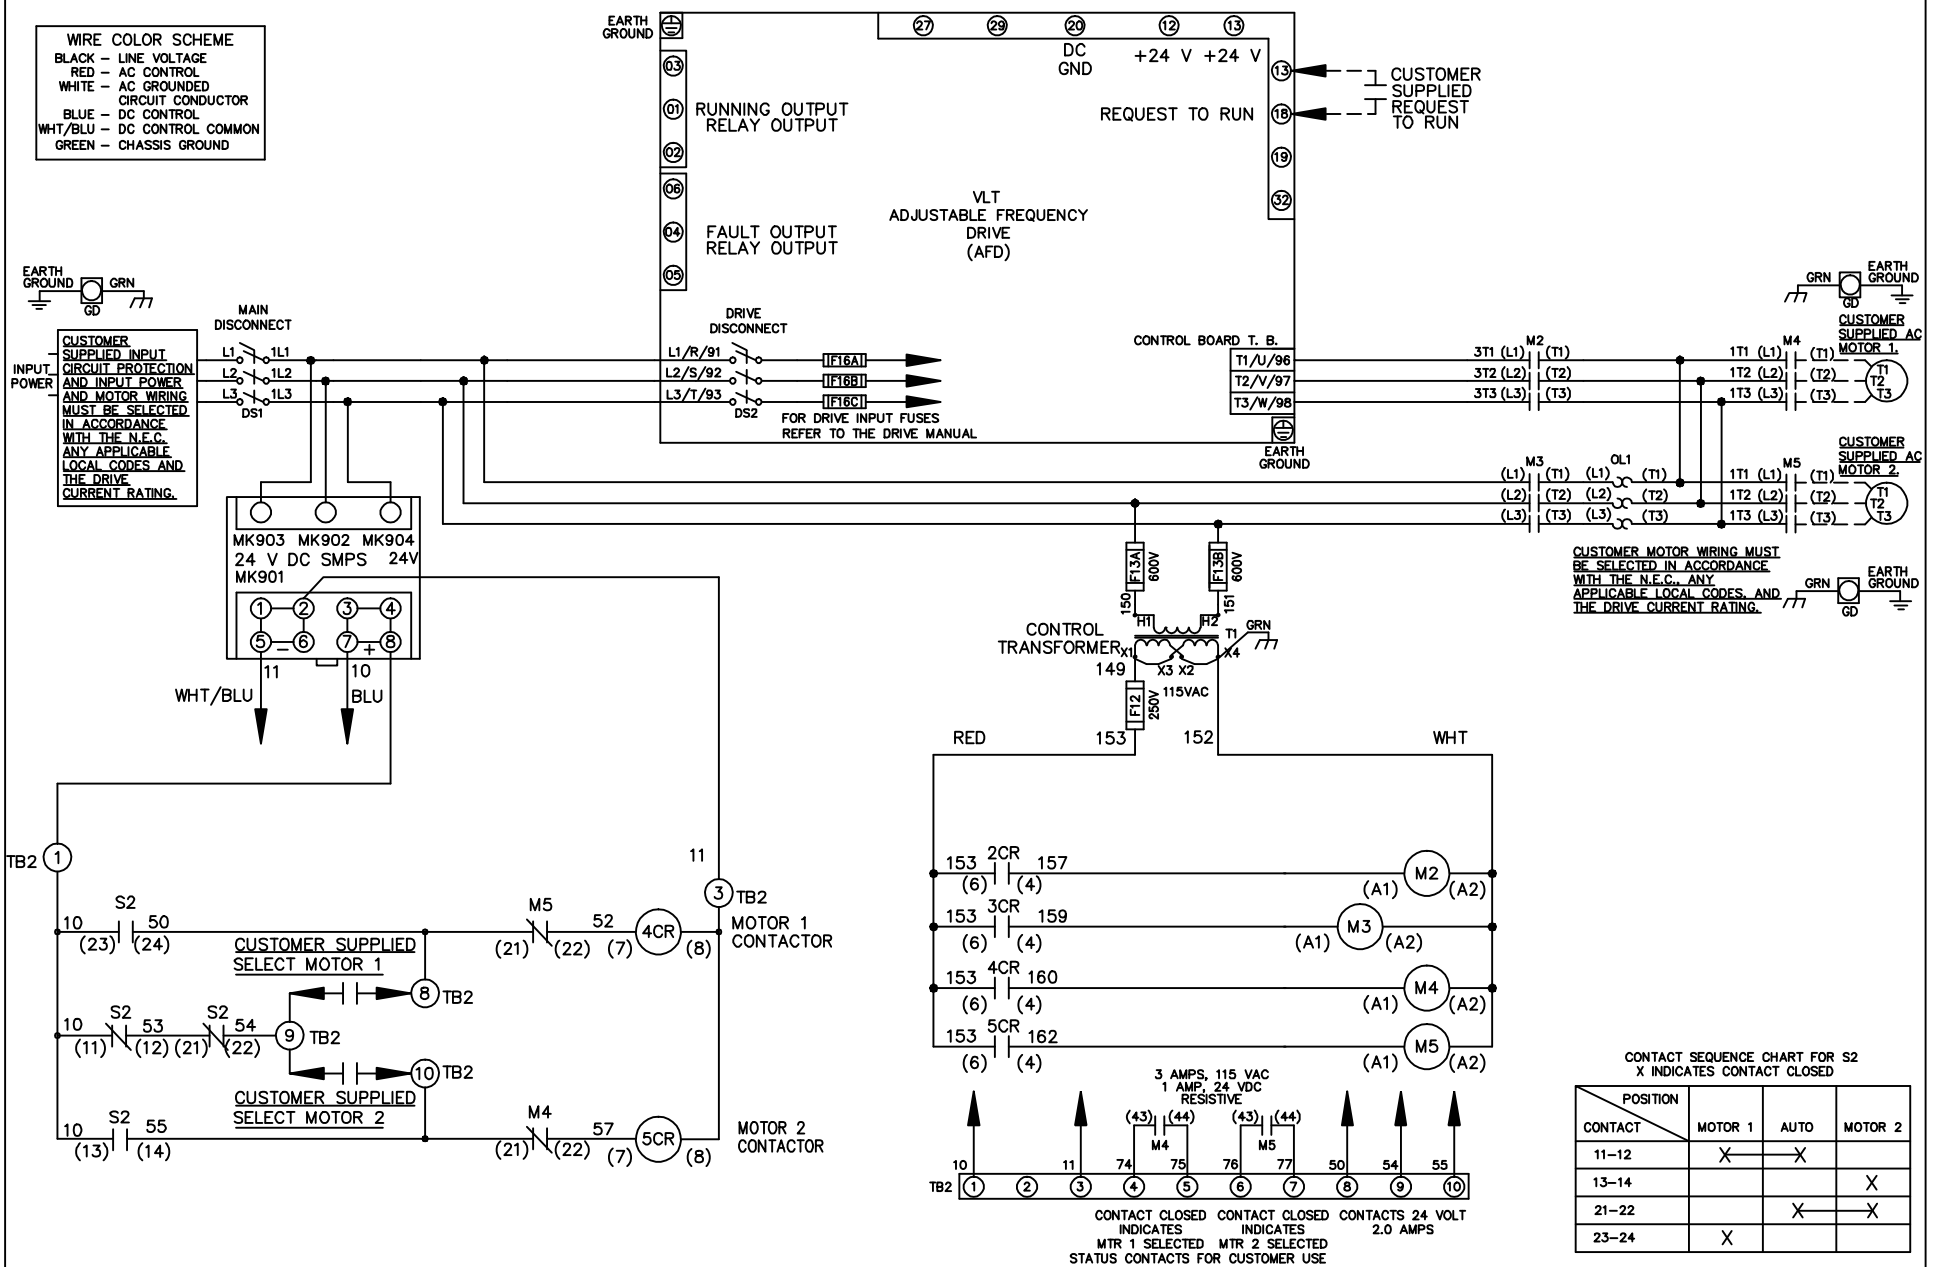 WIRE COLOR SCHEME
BLACK – LINE VOLTAGE
RED – AC CONTROL
WHITE – AC GROUNDED
CIRCUIT CONDUCTOR
BLUE – DC CONTROL
WHT/BLU – DC CONTROL COMMON
GREEN – CHASSIS GROUND
EARTH
GROUND
27 29 20 12 13
DC
GND
+24 V +24 V
03
01
02
RUNNING OUTPUT
RELAY OUTPUT
06
04
05
FAULT OUTPUT
RELAY OUTPUT
REQUEST TO RUN
13
18
19
32
CUSTOMER
SUPPLIED
REQUEST
TO RUN
VLT
ADJUSTABLE FREQUENCY
DRIVE
(AFD)
EARTH
GROUND
GRN
GD
INPUT
POWER
CUSTOMER
SUPPLIED INPUT
CIRCUIT PROTECTION
AND INPUT POWER
AND MOTOR WIRING
MUST BE SELECTED
IN ACCORDANCE
WITH THE N.E.C.
ANY APPLICABLE
LOCAL CODES AND
THE DRIVE
CURRENT RATING.
MAIN
DISCONNECT
L1 1L1
L2 1L2
L3 1L3
DS1
DRIVE
DISCONNECT
L1/R/91
L2/S/92
L3/T/93
DS2
F16A
F16B
F16C
FOR DRIVE INPUT FUSES
REFER TO THE DRIVE MANUAL
CONTROL BOARD T. B.
T1/U/96
T2/V/97
T3/W/98
EARTH
GROUND
M2
3T1 (L1) (T1)
3T2 (L2) (T2)
3T3 (L3) (T3)
M4
1T1 (L1) (T1)
1T2 (L2) (T2)
1T3 (L3) (T3)
GRN
GD
EARTH
GROUND
CUSTOMER
SUPPLIED AC
MOTOR 1.
T1
T2
T3
M3 OL1
(L1) (T1) (L1) (T1)
(L2) (T2) (L2) (T2)
(L3) (T3) (L3) (T3)
M5
1T1 (L1) (T1)
1T2 (L2) (T2)
1T3 (L3) (T3)
CUSTOMER
SUPPLIED AC
MOTOR 2.
T1
T2
T3
CUSTOMER MOTOR WIRING MUST
BE SELECTED IN ACCORDANCE
WITH THE N.E.C., ANY
APPLICABLE LOCAL CODES, AND
THE DRIVE CURRENT RATING.
GRN
GD
EARTH
GROUND
MK903 MK902 MK904
24 V DC SMPS 24V
MK901
1 2 3 4
5 – 6 7 + 8
11 10
WHT/BLU BLU
F13A 600V F13B 600V
150 151
H1 H2
CONTROL
TRANSFORMER
T1 GRN
X1 X3 X2 X4
149
115VAC
F12 250V
153 152
RED WHT
TB2 1
11
3 TB2
S2
10 50
(23) (24)
M5
(21) (22)
52
(7) 4CR (8)
MOTOR 1
CONTACTOR
CUSTOMER SUPPLIED
SELECT MOTOR 1
8 TB2
S2 S2
10 53 54
(11) (12) (21) (22)
9 TB2
10 TB2
CUSTOMER SUPPLIED
SELECT MOTOR 2
S2
10 55
(13) (14)
M4
(21) (22)
57
(7) 5CR (8)
MOTOR 2
CONTACTOR
153 2CR 157
(6) (4)
(A1) M2 (A2)
153 3CR 159
(6) (4)
(A1) M3 (A2)
153 4CR 160
(6) (4)
(A1) M4 (A2)
153 5CR 162
(6) (4)
(A1) M5 (A2)
3 AMPS, 115 VAC
1 AMP, 24 VDC
RESISTIVE
(43) (44) (43) (44)
M4 M5
10 11 74 75 76 77 50 54 55
TB2 1 2 3 4 5 6 7 8 9 10
CONTACT CLOSED CONTACT CLOSED CONTACTS 24 VOLT
INDICATES INDICATES 2.0 AMPS
MTR 1 SELECTED MTR 2 SELECTED
STATUS CONTACTS FOR CUSTOMER USE
CONTACT SEQUENCE CHART FOR S2
X INDICATES CONTACT CLOSED
POSITION
CONTACT MOTOR 1 AUTO MOTOR 2
11–12 X X
13–14 X
21–22 X X
23–24 X